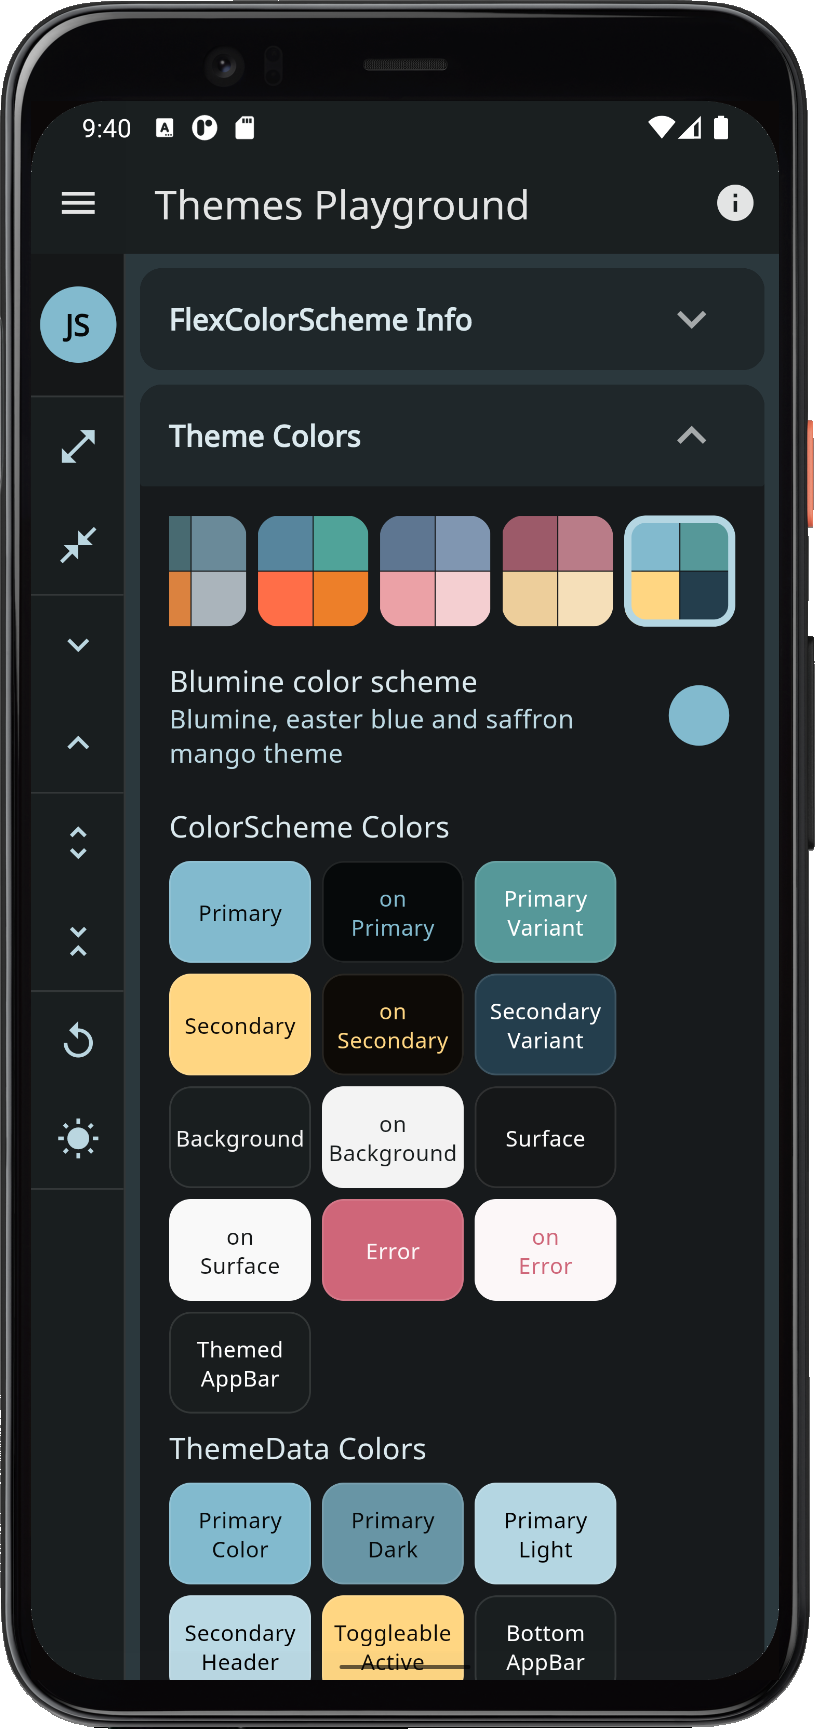 9:40
Themes Playground
JS
FlexColorScheme Info
Theme Colors
Blumine color scheme
Blumine, easter blue and saffron
mango theme
ColorScheme Colors
Primary
on
Primary
Primary
Variant
Secondary
on
Secondary
Secondary
Variant
Background
on
Background
Surface
on
Surface
Error
on
Error
Themed
AppBar
ThemeData Colors
Primary
Color
Primary
Dark
Primary
Light
Secondary
Header
Toggleable
Active
Bottom
AppBar